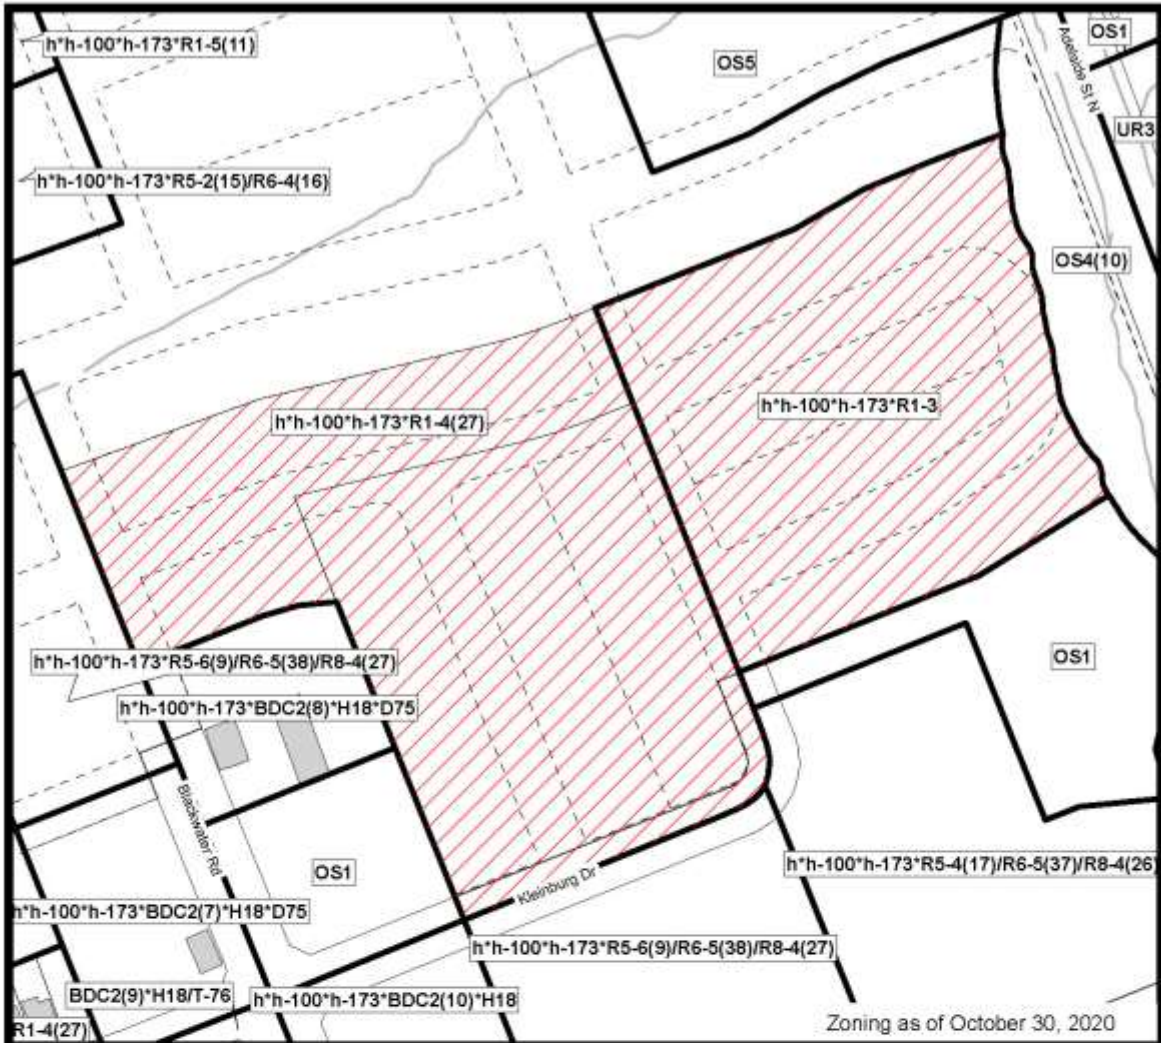 h*h-100*h-173*R1-5(11)
OS5
OS1
Adelaide St N
UR3
h*h-100*h-173*R5-2(15)/R6-4(16)
OS4(10)
h*h-100*h-173*R1-4(27)
h*h-100*h-173*R1-3
h*h-100*h-173*R5-6(9)/R6-5(38)/R8-4(27)
OS1
h*h-100*h-173*BDC2(8)*H18*D75
Blackwater Rd
OS1
Kleinburg Dr
h*h-100*h-173*R5-4(17)/R6-5(37)/R8-4(26)
h*h-100*h-173*BDC2(7)*H18*D75
h*h-100*h-173*R5-6(9)/R6-5(38)/R8-4(27)
BDC2(9)*H18/T-76
h*h-100*h-173*BDC2(10)*H18
R1-4(27)
Zoning as of October 30, 2020